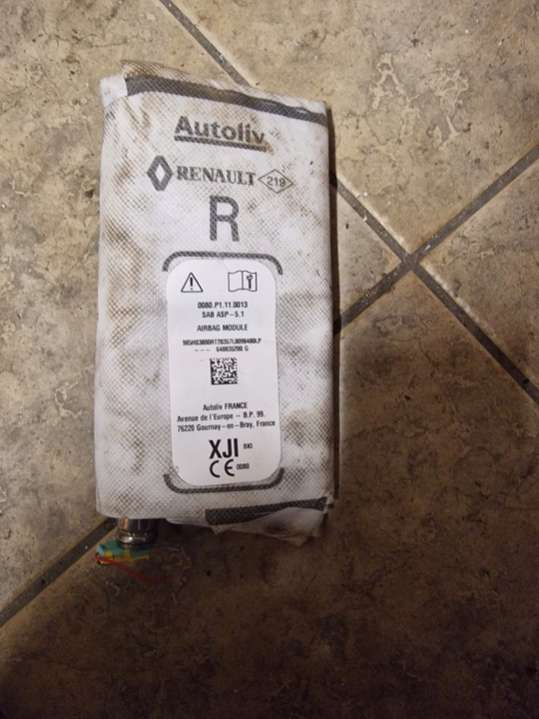 Autoliv
RENAULT 219
R
0080.P1.11.0013
SAB ASP-5.1
AIRBAG MODULE
Autoliv FRANCE
Avenue de l'Europe - B.P. 99.
76220 Gournay-en-Bray, France
XJI
CE 0080